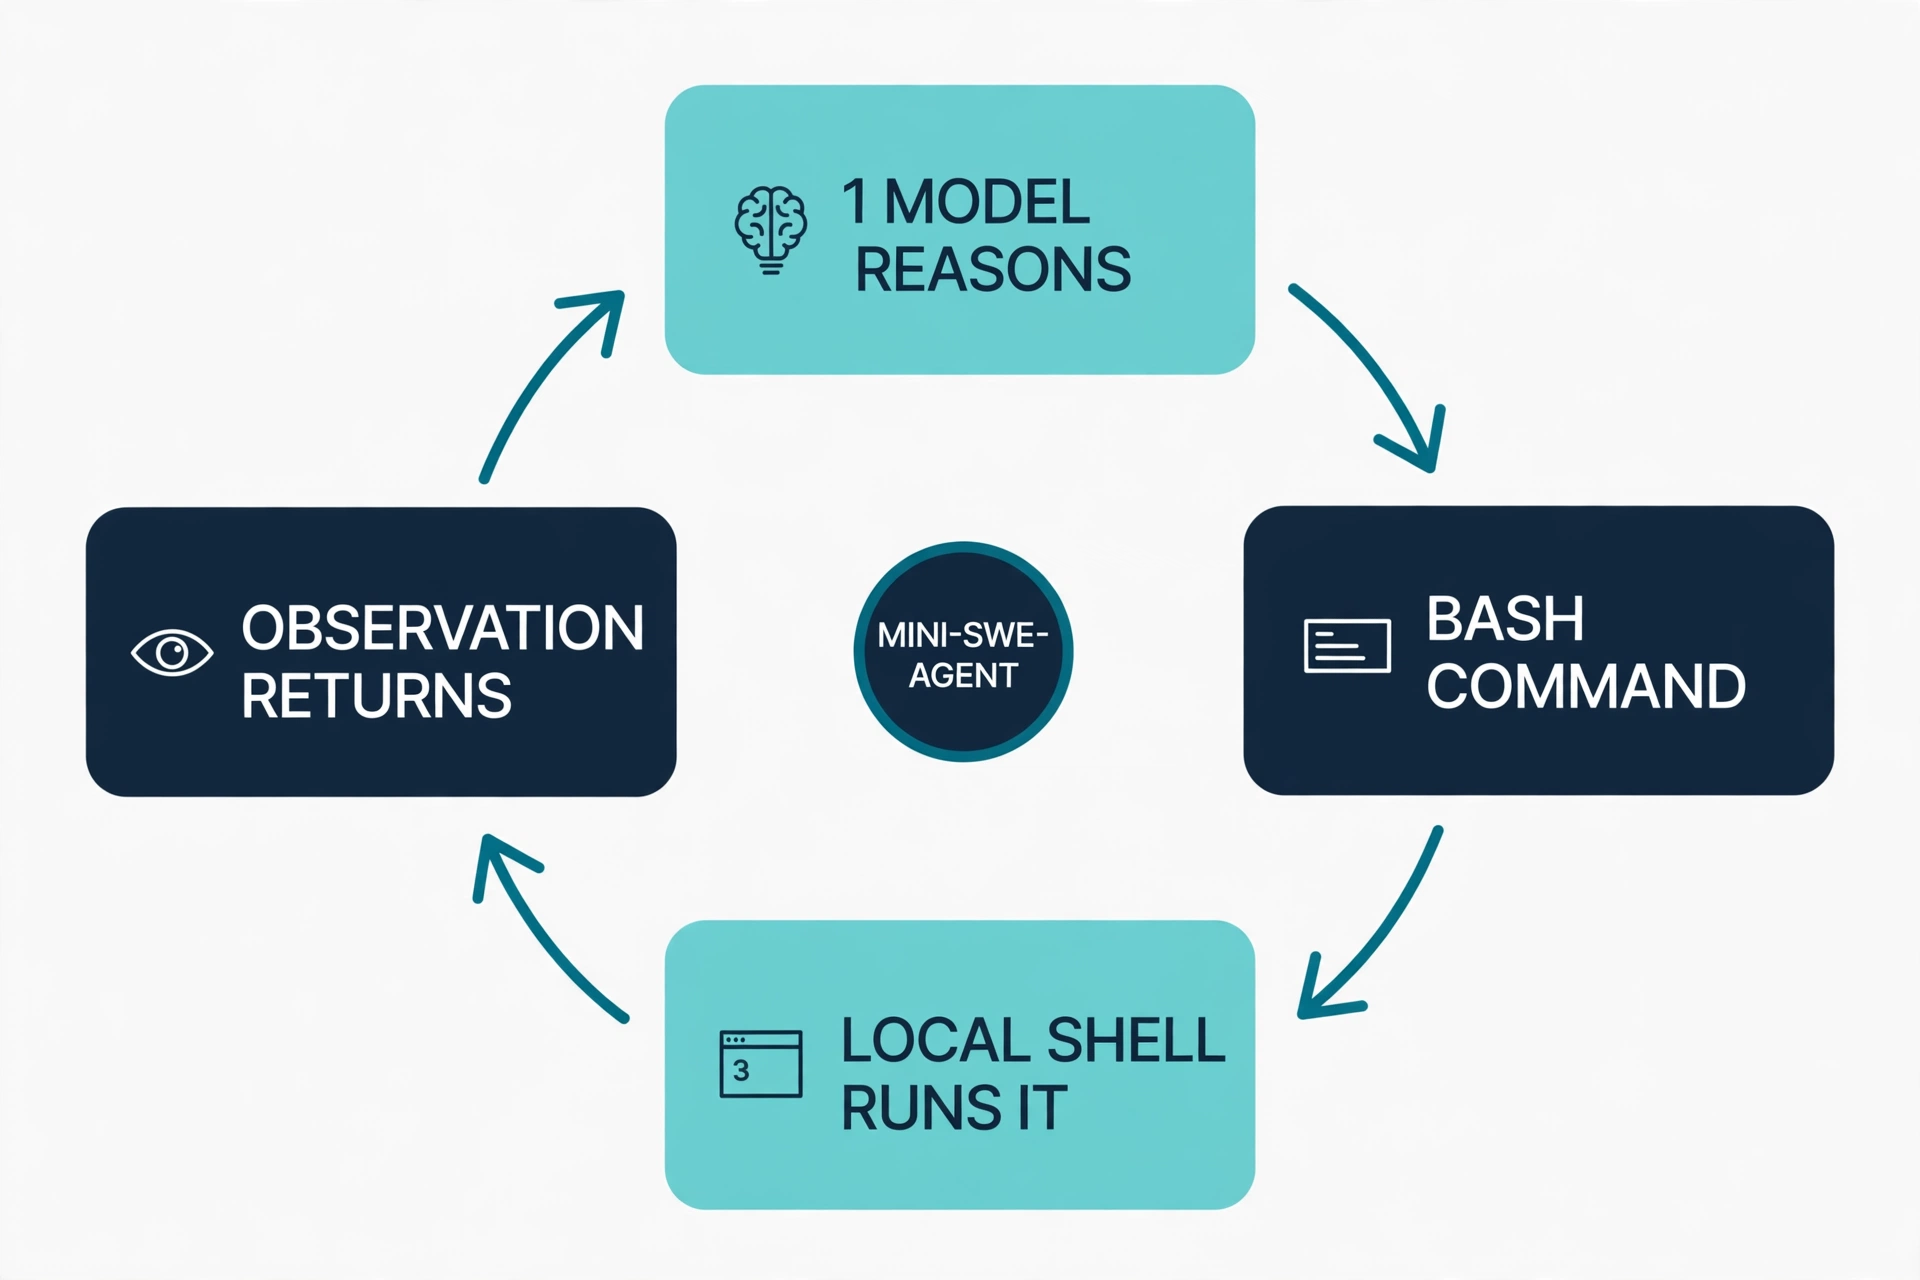 1 MODEL
REASONS
BASH
COMMAND
3
LOCAL SHELL
RUNS IT
OBSERVATION
RETURNS
MINI-SWE-
AGENT